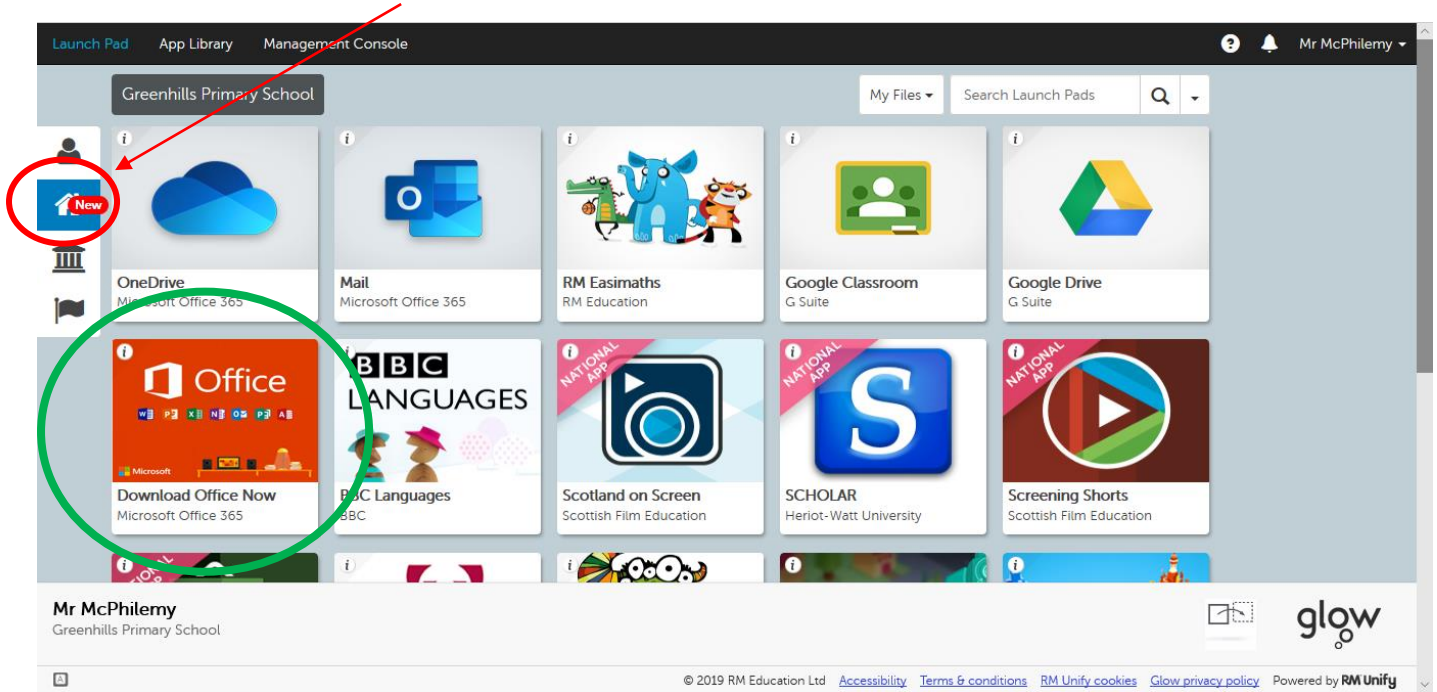 Launch Pad App Library Management Console Mr McPhilemy
Greenhills Primary School My Files Search Launch Pads
New
OneDrive
Microsoft Office 365
Mail
Microsoft Office 365
RM Easimaths
RM Education
Google Classroom
G Suite
Google Drive
G Suite
Office
Microsoft
Download Office Now
Microsoft Office 365
BBC
LANGUAGES
BBC Languages
BBC
NATIONAL
APP
Scotland on Screen
Scottish Film Education
NATIONAL
APP
S
SCHOLAR
Heriot-Watt University
NATIONAL
APP
Screening Shorts
Scottish Film Education
Mr McPhilemy
Greenhills Primary School
glow
© 2019 RM Education Ltd Accessibility Terms & conditions RM Unify cookies Glow privacy policy Powered by RM Unify